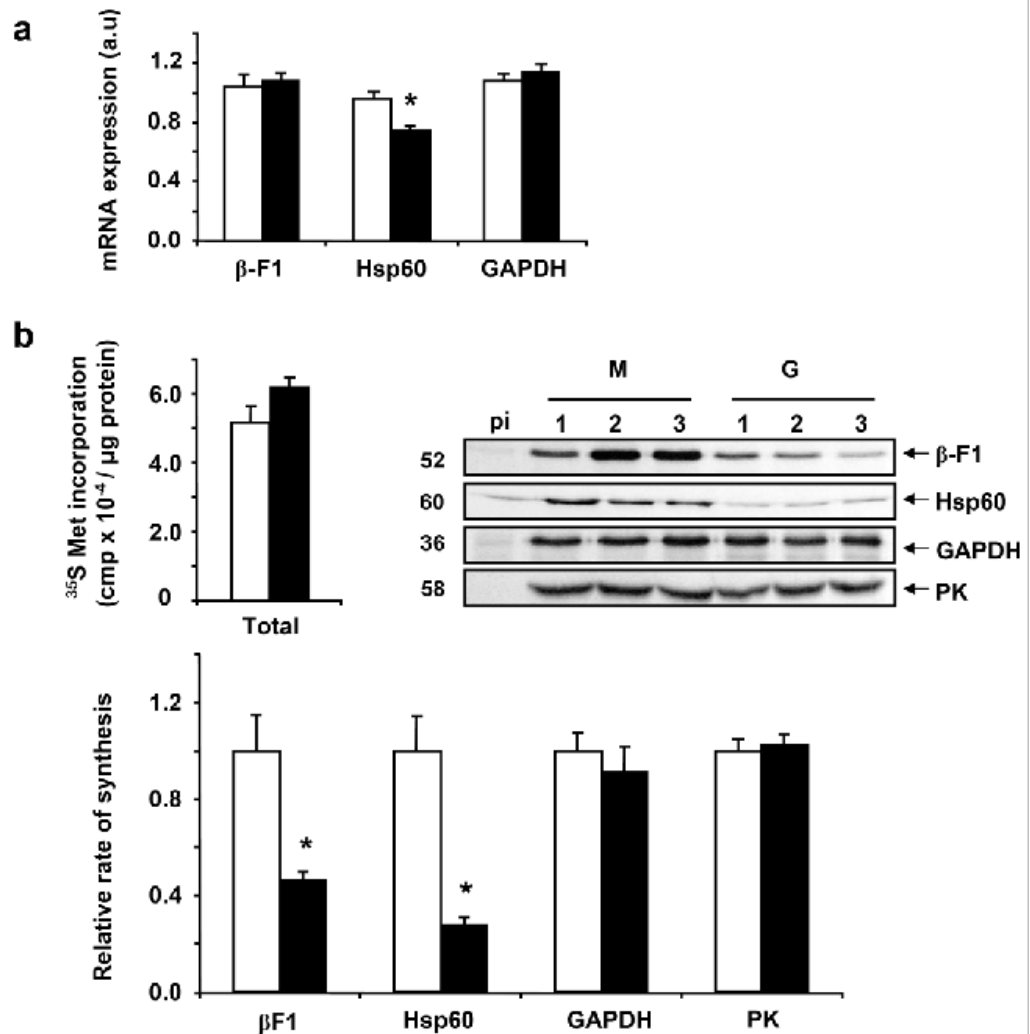 a
mRNA expression (a.u)
1.2
0.8
0.4
0.0
*
β-F1 Hsp60 GAPDH
b
³⁵S Met incorporation
(cmp x 10⁻⁴ / µg protein)
6.0
4.0
2.0
0
Total
M G
pi 1 2 3 1 2 3
52 β-F1
60 Hsp60
36 GAPDH
58 PK
Relative rate of synthesis
1.2
0.8
0.4
0.0
*
*
βF1 Hsp60 GAPDH PK